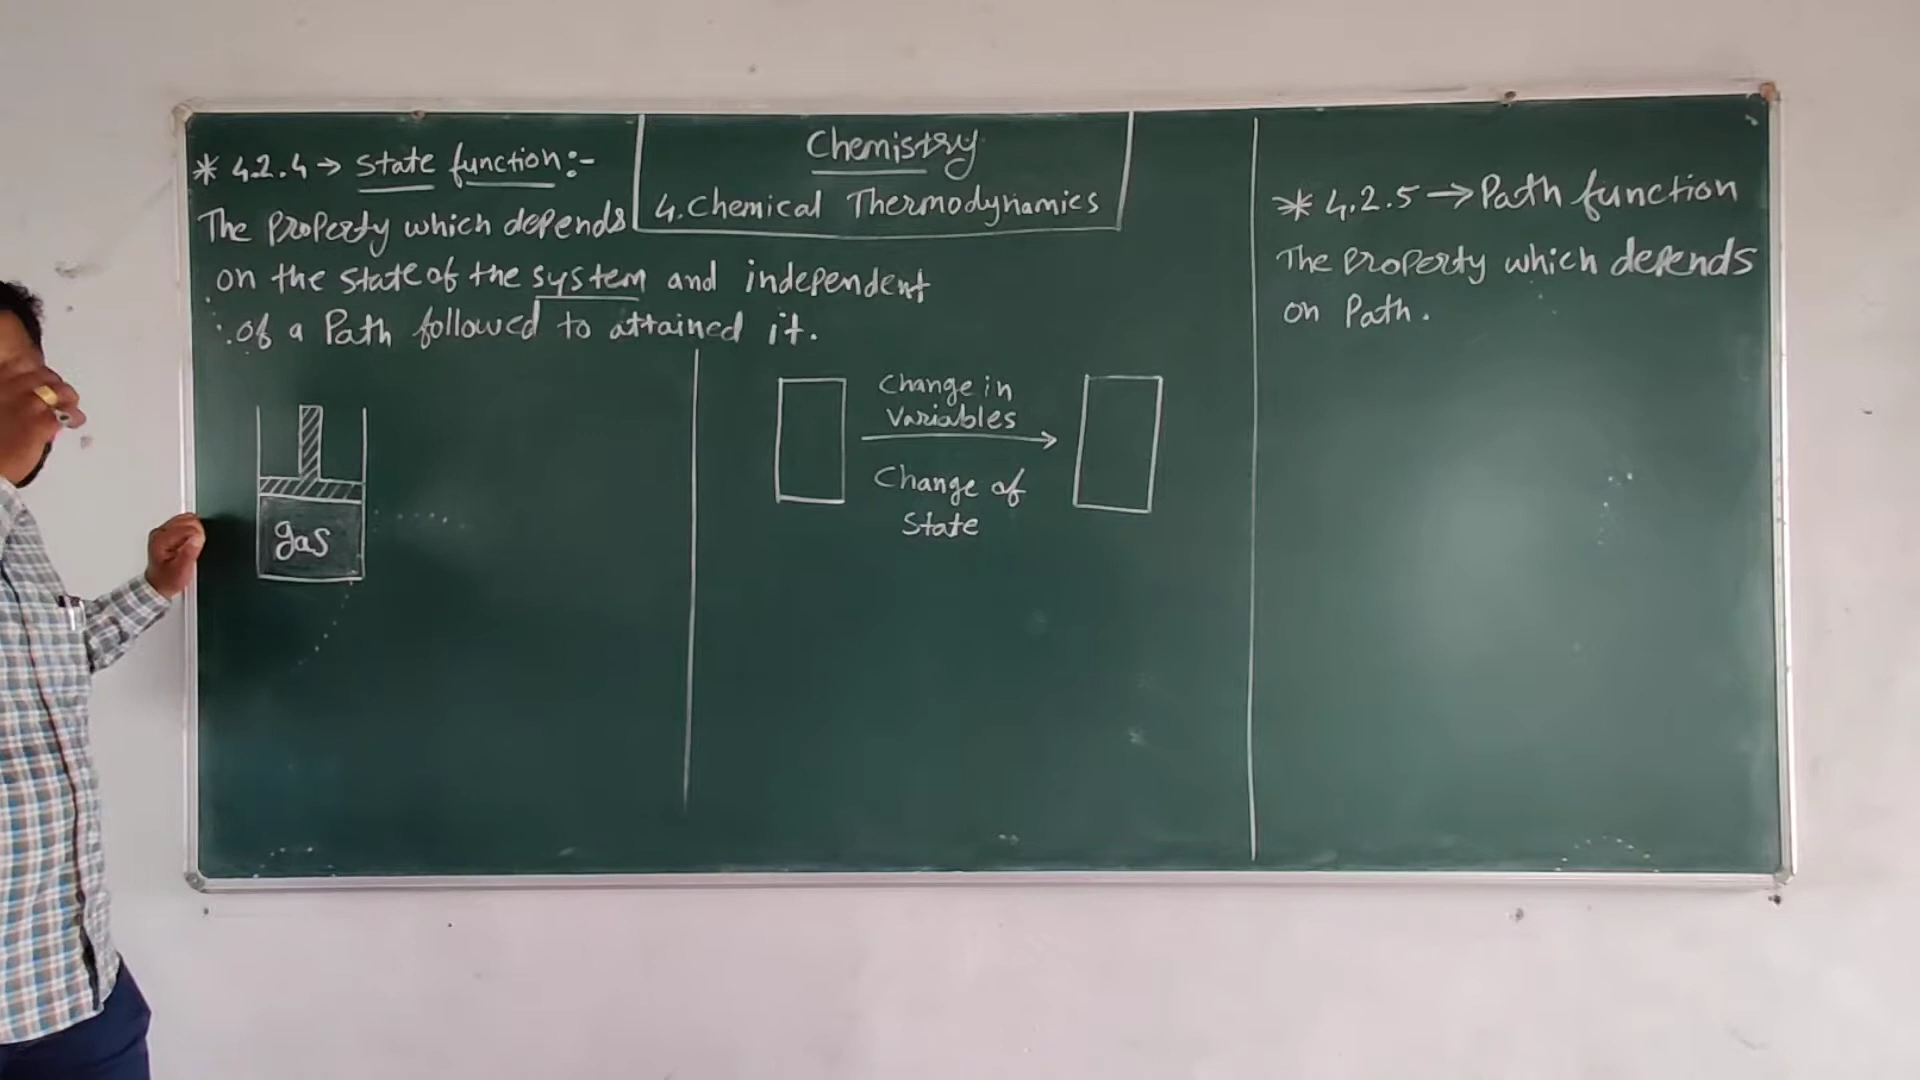 Chemistry
4. Chemical Thermodynamics
* 4.2.4 → State function :-
The Property which depends
on the state of the system and independent
of a Path followed to attained it.
gas
Change in
Variables
Change of
State
* 4.2.5 → Path function
The Property which depends
on Path.